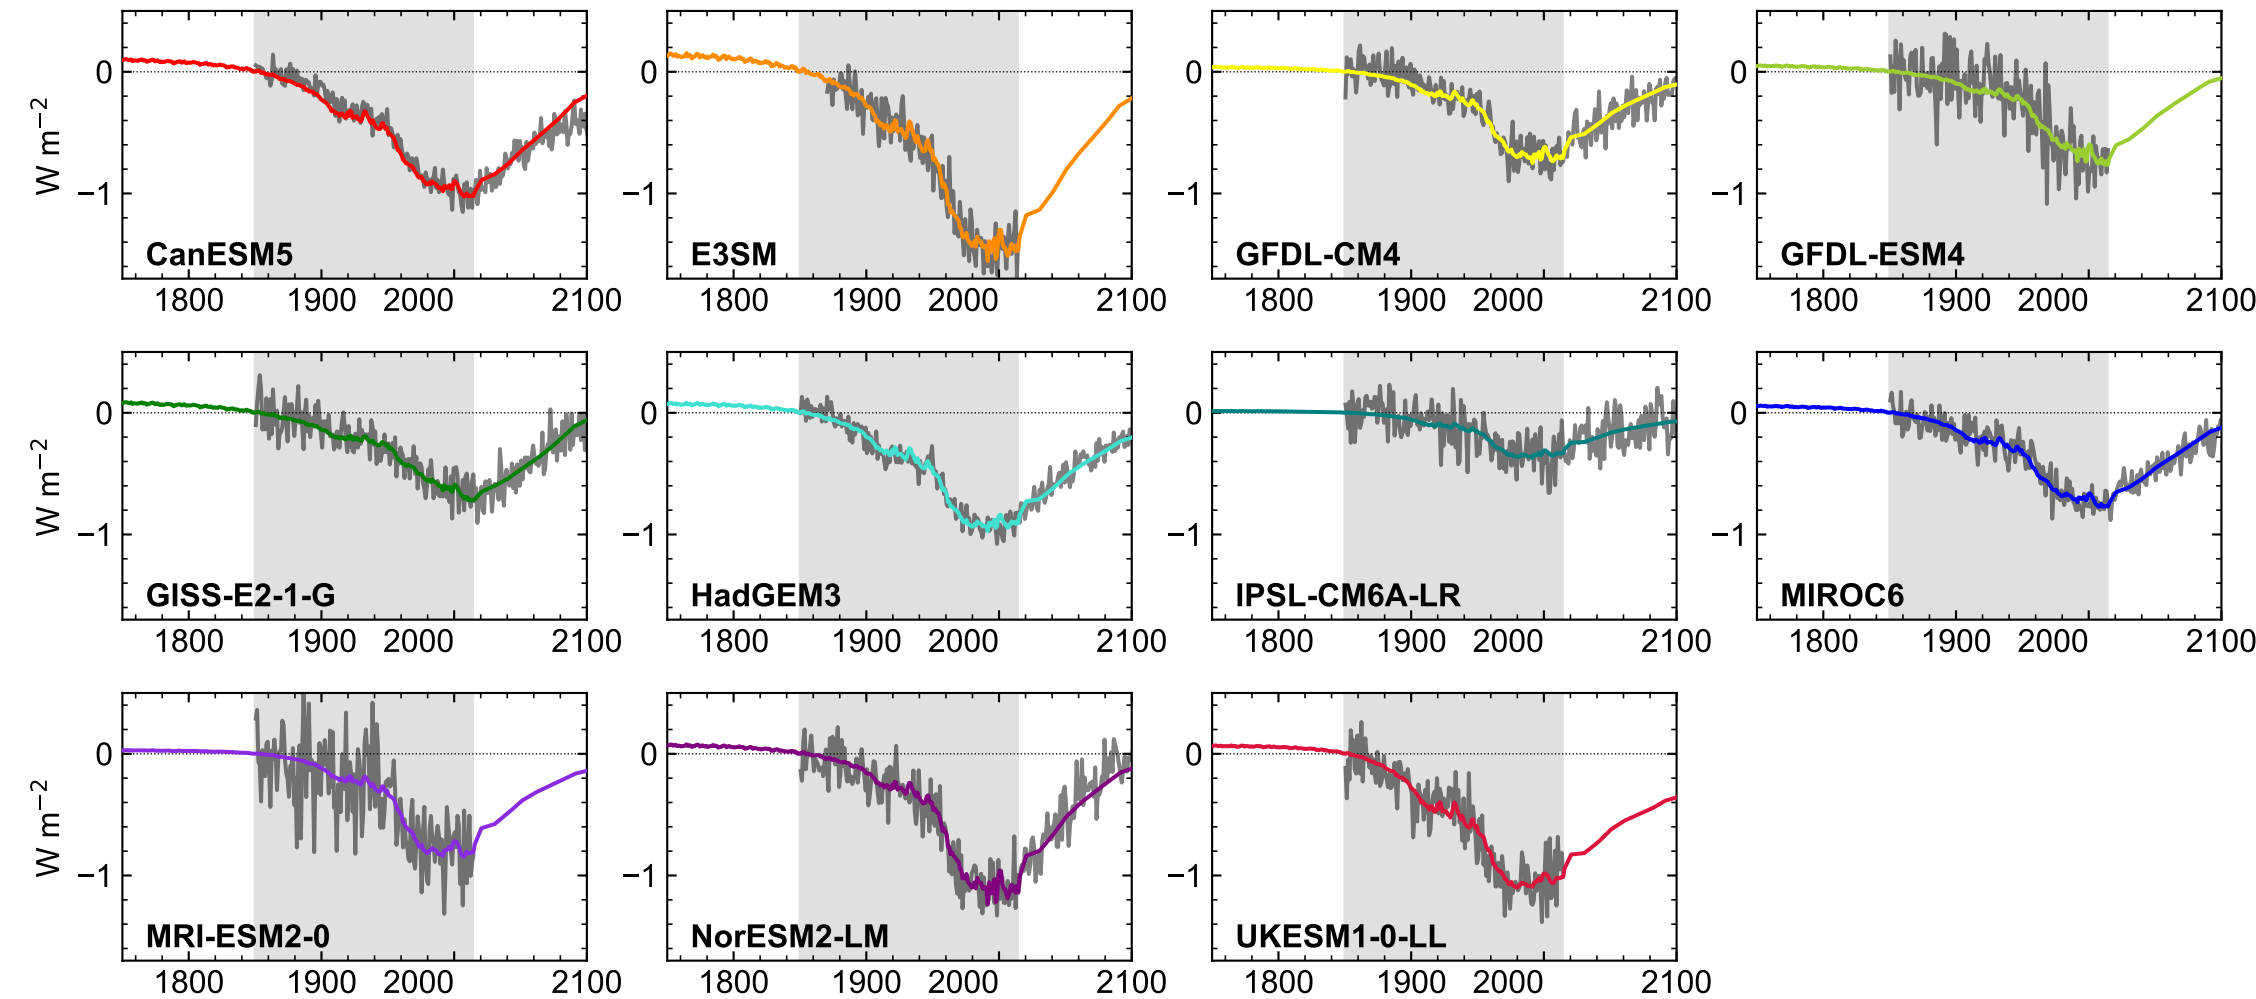 0
−1
W m−2
CanESM5
1800 1900 2000 2100
0
−1
E3SM
1800 1900 2000 2100
0
−1
GFDL-CM4
1800 1900 2000 2100
0
−1
GFDL-ESM4
1800 1900 2000 2100
0
−1
W m−2
GISS-E2-1-G
1800 1900 2000 2100
0
−1
HadGEM3
1800 1900 2000 2100
0
−1
IPSL-CM6A-LR
1800 1900 2000 2100
0
−1
MIROC6
1800 1900 2000 2100
0
−1
W m−2
MRI-ESM2-0
1800 1900 2000 2100
0
−1
NorESM2-LM
1800 1900 2000 2100
0
−1
UKESM1-0-LL
1800 1900 2000 2100